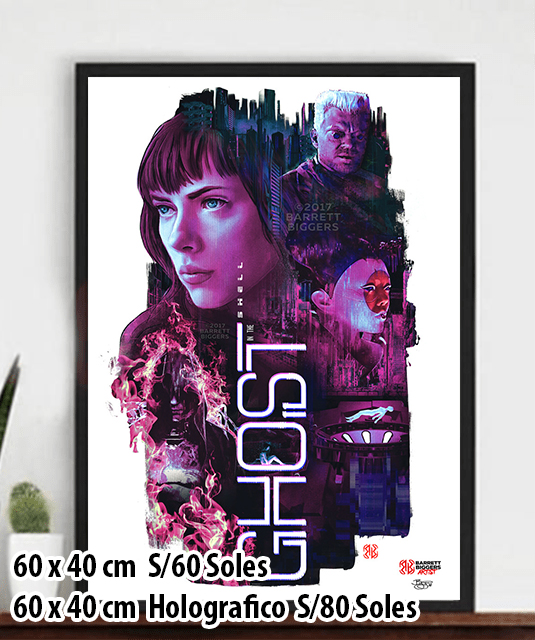 ©2017
BARRETT
BIGGERS
©2017
BARRETT
BIGGERS
GHOST
IN THE
SHELL
BARRETT
BIGGERS
ARTIST
60 x 40 cm S/60 Soles
60 x 40 cm Holografico S/80 Soles